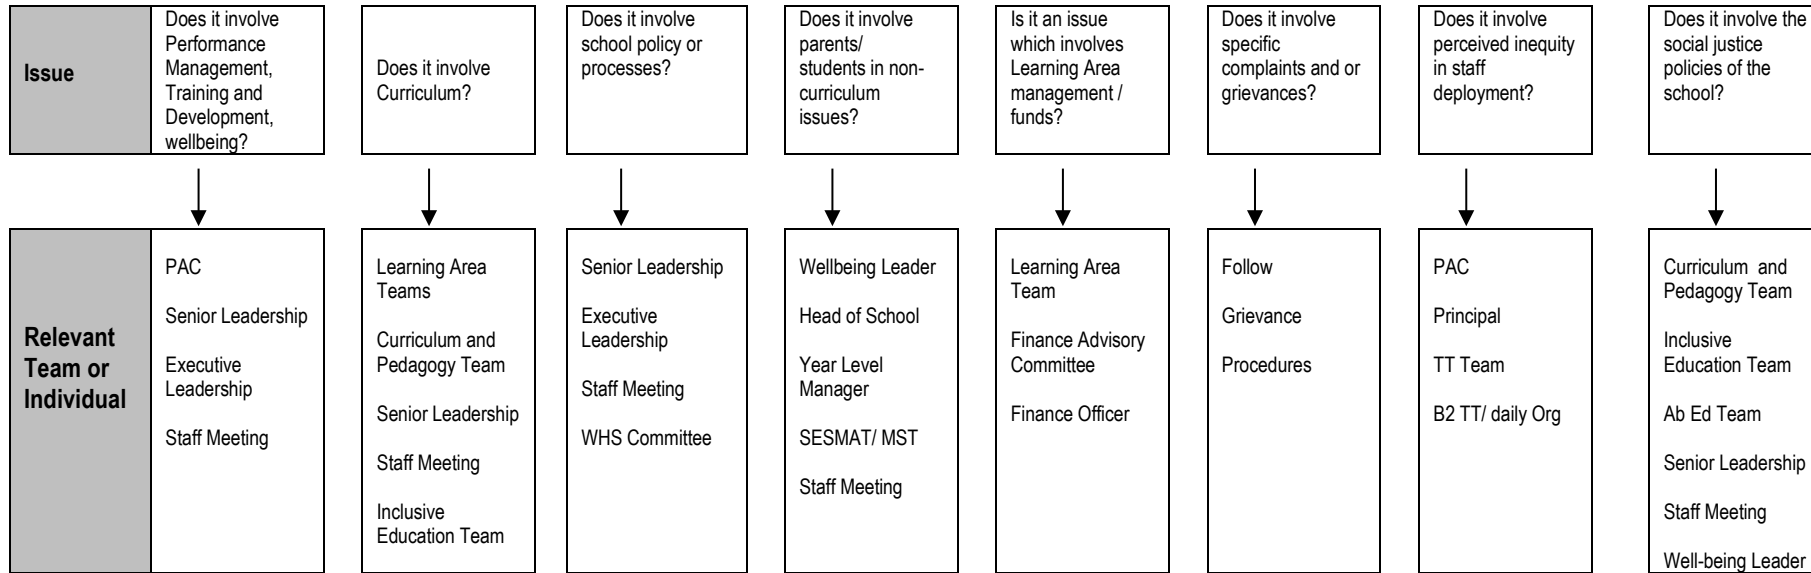 Issue
Does it involve
Performance
Management,
Training and
Development,
wellbeing?
Does it involve
Curriculum?
Does it involve
school policy or
processes?
Does it involve
parents/
students in non-
curriculum
issues?
Is it an issue
which involves
Learning Area
management /
funds?
Does it involve
specific
complaints and or
grievances?
Does it involve
perceived inequity
in staff
deployment?
Does it involve the
social justice
policies of the
school?
Relevant
Team or
Individual
PAC
Senior Leadership
Executive
Leadership
Staff Meeting
Learning Area
Teams
Curriculum and
Pedagogy Team
Senior Leadership
Staff Meeting
Inclusive
Education Team
Senior Leadership
Executive
Leadership
Staff Meeting
WHS Committee
Wellbeing Leader
Head of School
Year Level
Manager
SESMAT/ MST
Staff Meeting
Learning Area
Team
Finance Advisory
Committee
Finance Officer
Follow
Grievance
Procedures
PAC
Principal
TT Team
B2 TT/ daily Org
Curriculum and
Pedagogy Team
Inclusive
Education Team
Ab Ed Team
Senior Leadership
Staff Meeting
Well-being Leader